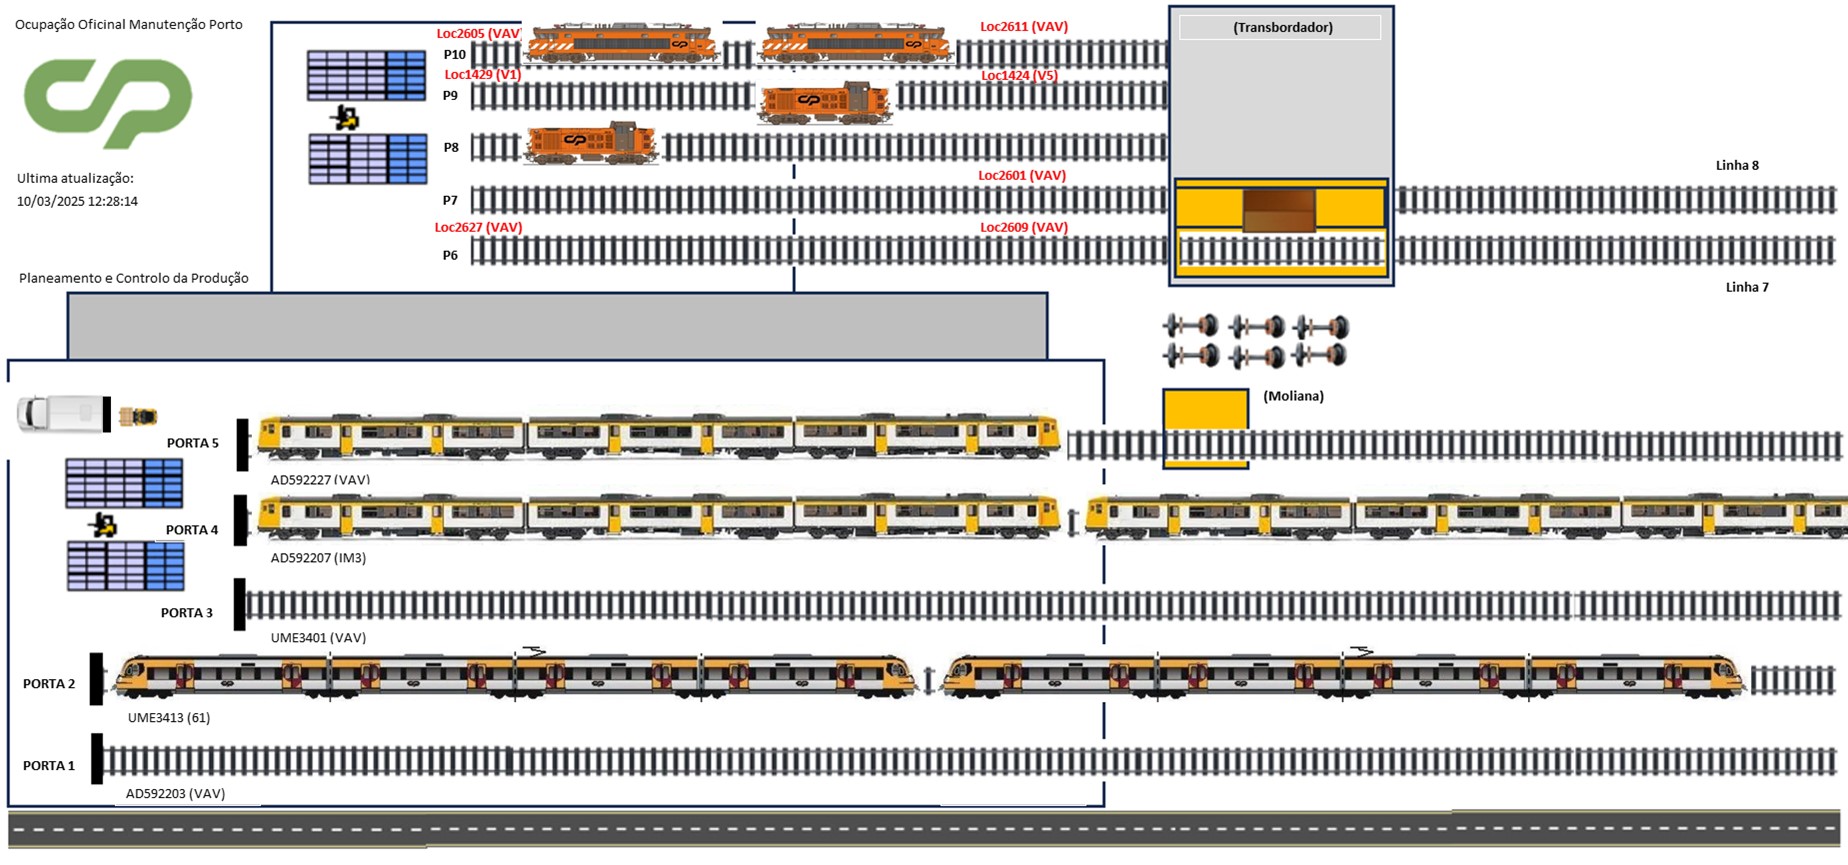 Ocupação Oficinal Manutenção Porto
cp
Ultima atualização:
10/03/2025 12:28:14
Planeamento e Controlo da Produção
Loc2605 (VAV)
Loc2611 (VAV)
P10
Loc1429 (V1)
Loc1424 (V5)
P9
P8
Loc2601 (VAV)
P7
Loc2627 (VAV)
Loc2609 (VAV)
P6
(Transbordador)
Linha 8
Linha 7
(Moliana)
PORTA 5
AD592227 (VAV)
PORTA 4
AD592207 (IM3)
PORTA 3
UME3401 (VAV)
PORTA 2
UME3413 (61)
PORTA 1
AD592203 (VAV)